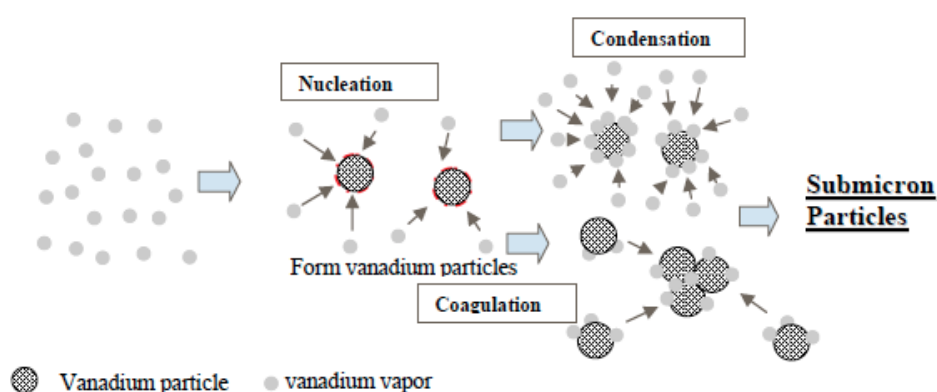 Condensation
Nucleation
Submicron
Particles
Form vanadium particles
Coagulation
Vanadium particle
vanadium vapor